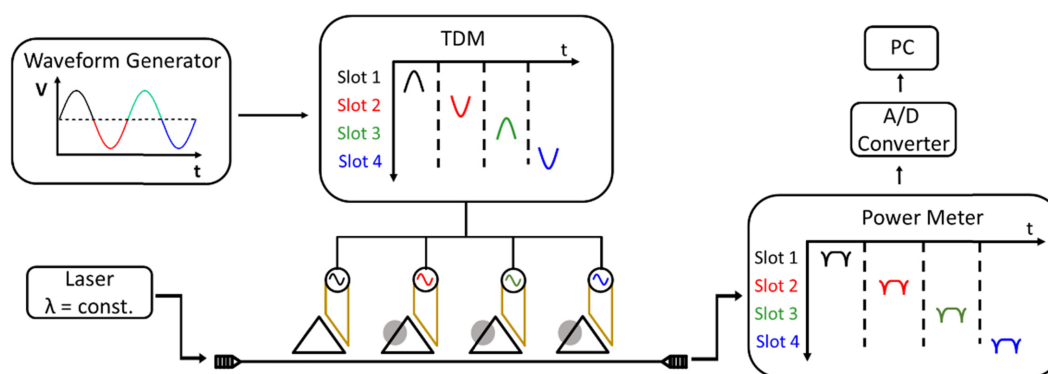 Waveform Generator
V
t
TDM
t
Slot 1
Slot 2
Slot 3
Slot 4
PC
A/D
Converter
Laser
λ = const.
Power Meter
t
Slot 1
Slot 2
Slot 3
Slot 4